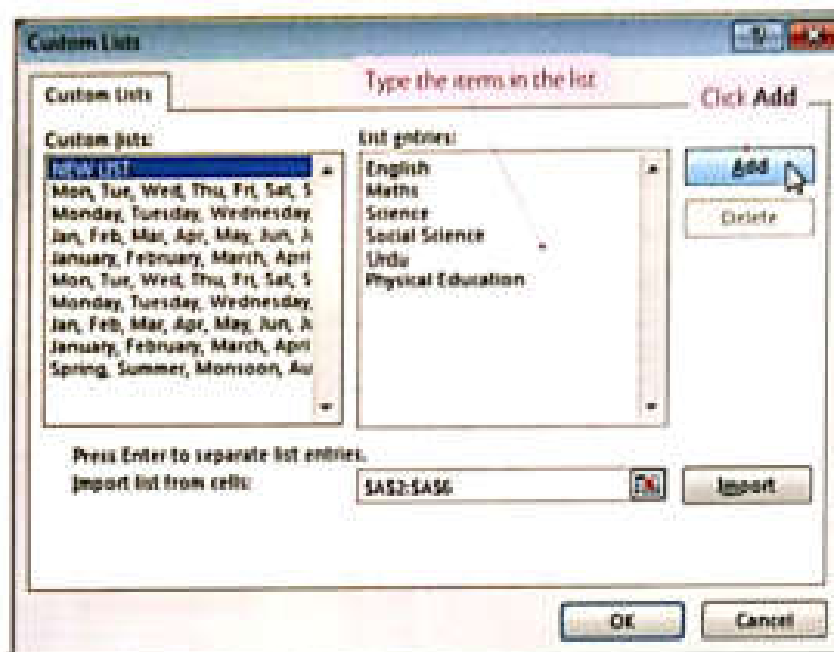 Custom Lists
Type the items in the list
Click Add
Custom Lists
Custom lists:
NEW LIST
Mon, Tue, Wed, Thu, Fri, Sat, S
Monday, Tuesday, Wednesday,
Jan, Feb, Mar, Apr, May, Jun, Ju
January, February, March, April
Mon, Tue, Wed, Thu, Fri, Sat, S
Monday, Tuesday, Wednesday,
Jan, Feb, Mar, Apr, May, Jun, Ju
January, February, March, April
Spring, Summer, Monsoon, Au
List entries:
English
Maths
Science
Social Science
Urdu
Physical Education
Add
Delete
Press Enter to separate list entries.
Import list from cells:
$A$2:$A$6
Import
OK
Cancel